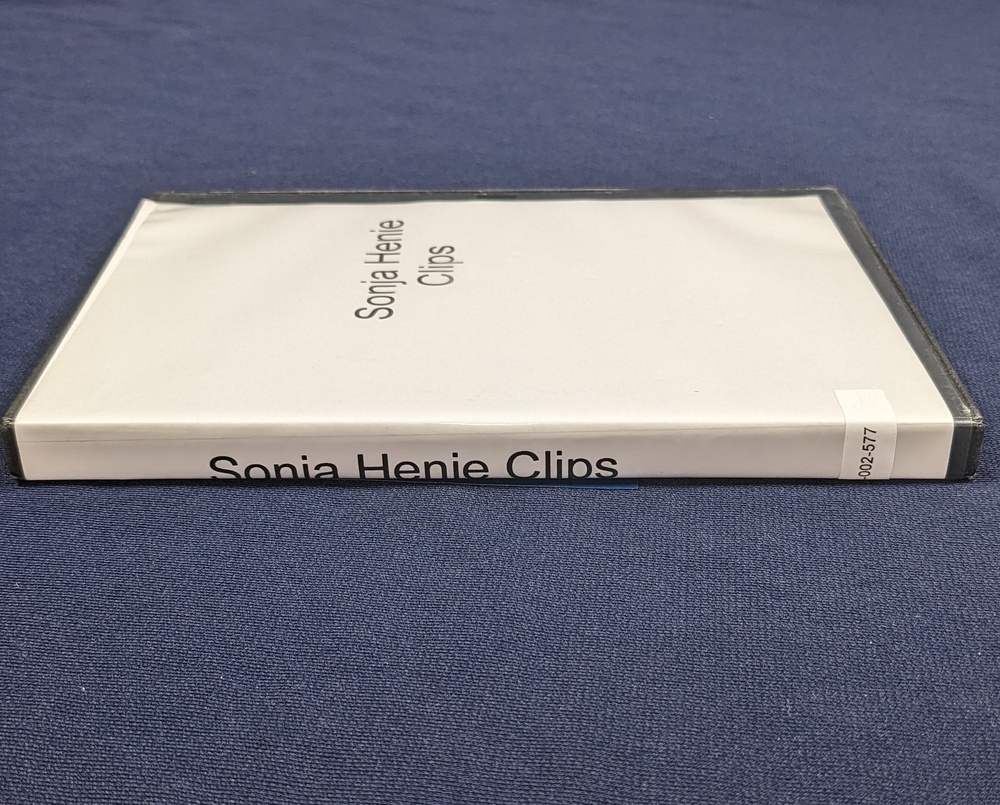 Sonja Henie
Clips
Sonja Henie Clips
-002-577